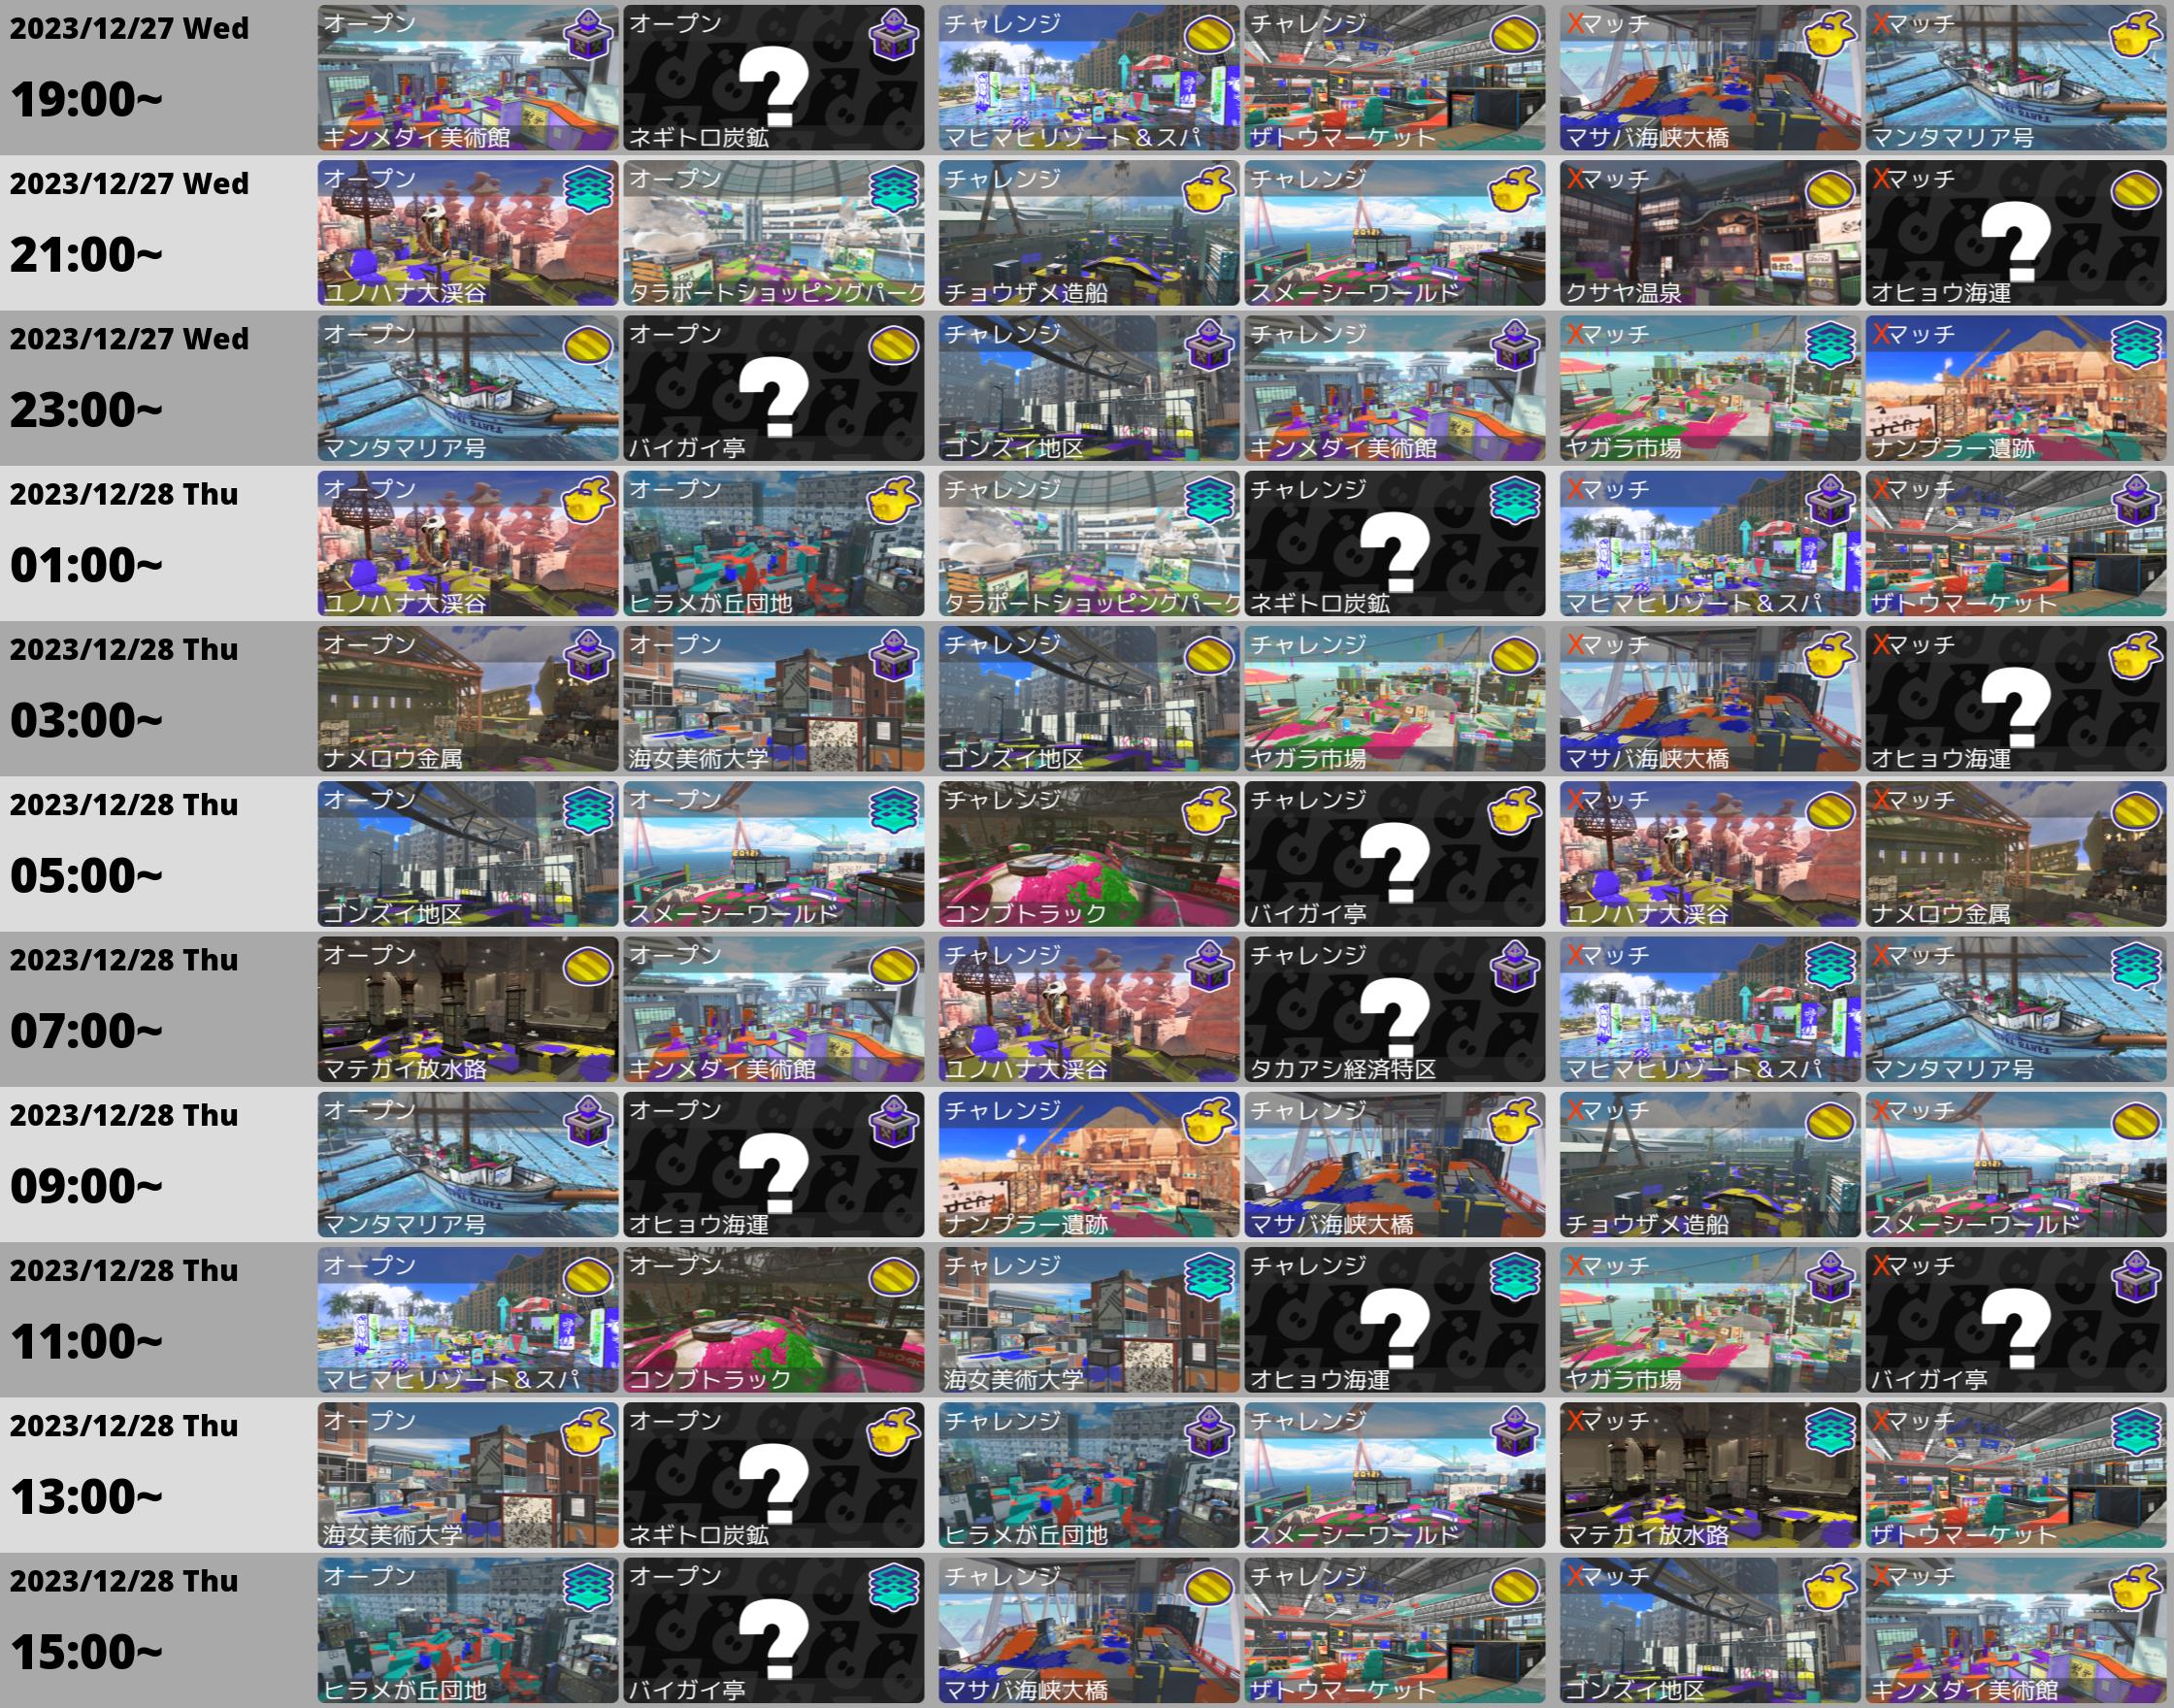 2023/12/27 Wed
19:00~
オープン
キンメダイ美術館
オープン
ネギトロ炭鉱
チャレンジ
マヒマヒリゾート＆スパ
チャレンジ
ザトウマーケット
Xマッチ
マサバ海峡大橋
Xマッチ
マンタマリア号
2023/12/27 Wed
21:00~
オープン
ユノハナ大渓谷
オープン
タラポートショッピングパーク
チャレンジ
チョウザメ造船
チャレンジ
スメーシーワールド
Xマッチ
クサヤ温泉
Xマッチ
オヒョウ海運
2023/12/27 Wed
23:00~
オープン
マンタマリア号
オープン
バイガイ亭
チャレンジ
ゴンズイ地区
チャレンジ
キンメダイ美術館
Xマッチ
ヤガラ市場
Xマッチ
ナンプラー遺跡
2023/12/28 Thu
01:00~
オープン
ユノハナ大渓谷
オープン
ヒラメが丘団地
チャレンジ
タラポートショッピングパーク
チャレンジ
ネギトロ炭鉱
Xマッチ
マヒマヒリゾート＆スパ
Xマッチ
ザトウマーケット
2023/12/28 Thu
03:00~
オープン
ナメロウ金属
オープン
海女美術大学
チャレンジ
ゴンズイ地区
チャレンジ
ヤガラ市場
Xマッチ
マサバ海峡大橋
Xマッチ
オヒョウ海運
2023/12/28 Thu
05:00~
オープン
ゴンズイ地区
オープン
スメーシーワールド
チャレンジ
コンブトラック
チャレンジ
バイガイ亭
Xマッチ
ユノハナ大渓谷
Xマッチ
ナメロウ金属
2023/12/28 Thu
07:00~
オープン
マテガイ放水路
オープン
キンメダイ美術館
チャレンジ
ユノハナ大渓谷
チャレンジ
タカアシ経済特区
Xマッチ
マヒマヒリゾート＆スパ
Xマッチ
マンタマリア号
2023/12/28 Thu
09:00~
オープン
マンタマリア号
オープン
オヒョウ海運
チャレンジ
ナンプラー遺跡
チャレンジ
マサバ海峡大橋
Xマッチ
チョウザメ造船
Xマッチ
スメーシーワールド
2023/12/28 Thu
11:00~
オープン
マヒマヒリゾート＆スパ
オープン
コンブトラック
チャレンジ
海女美術大学
チャレンジ
オヒョウ海運
Xマッチ
ヤガラ市場
Xマッチ
バイガイ亭
2023/12/28 Thu
13:00~
オープン
海女美術大学
オープン
ネギトロ炭鉱
チャレンジ
ヒラメが丘団地
チャレンジ
スメーシーワールド
Xマッチ
マテガイ放水路
Xマッチ
ザトウマーケット
2023/12/28 Thu
15:00~
オープン
ヒラメが丘団地
オープン
バイガイ亭
チャレンジ
マサバ海峡大橋
チャレンジ
ザトウマーケット
Xマッチ
ゴンズイ地区
Xマッチ
キンメダイ美術館